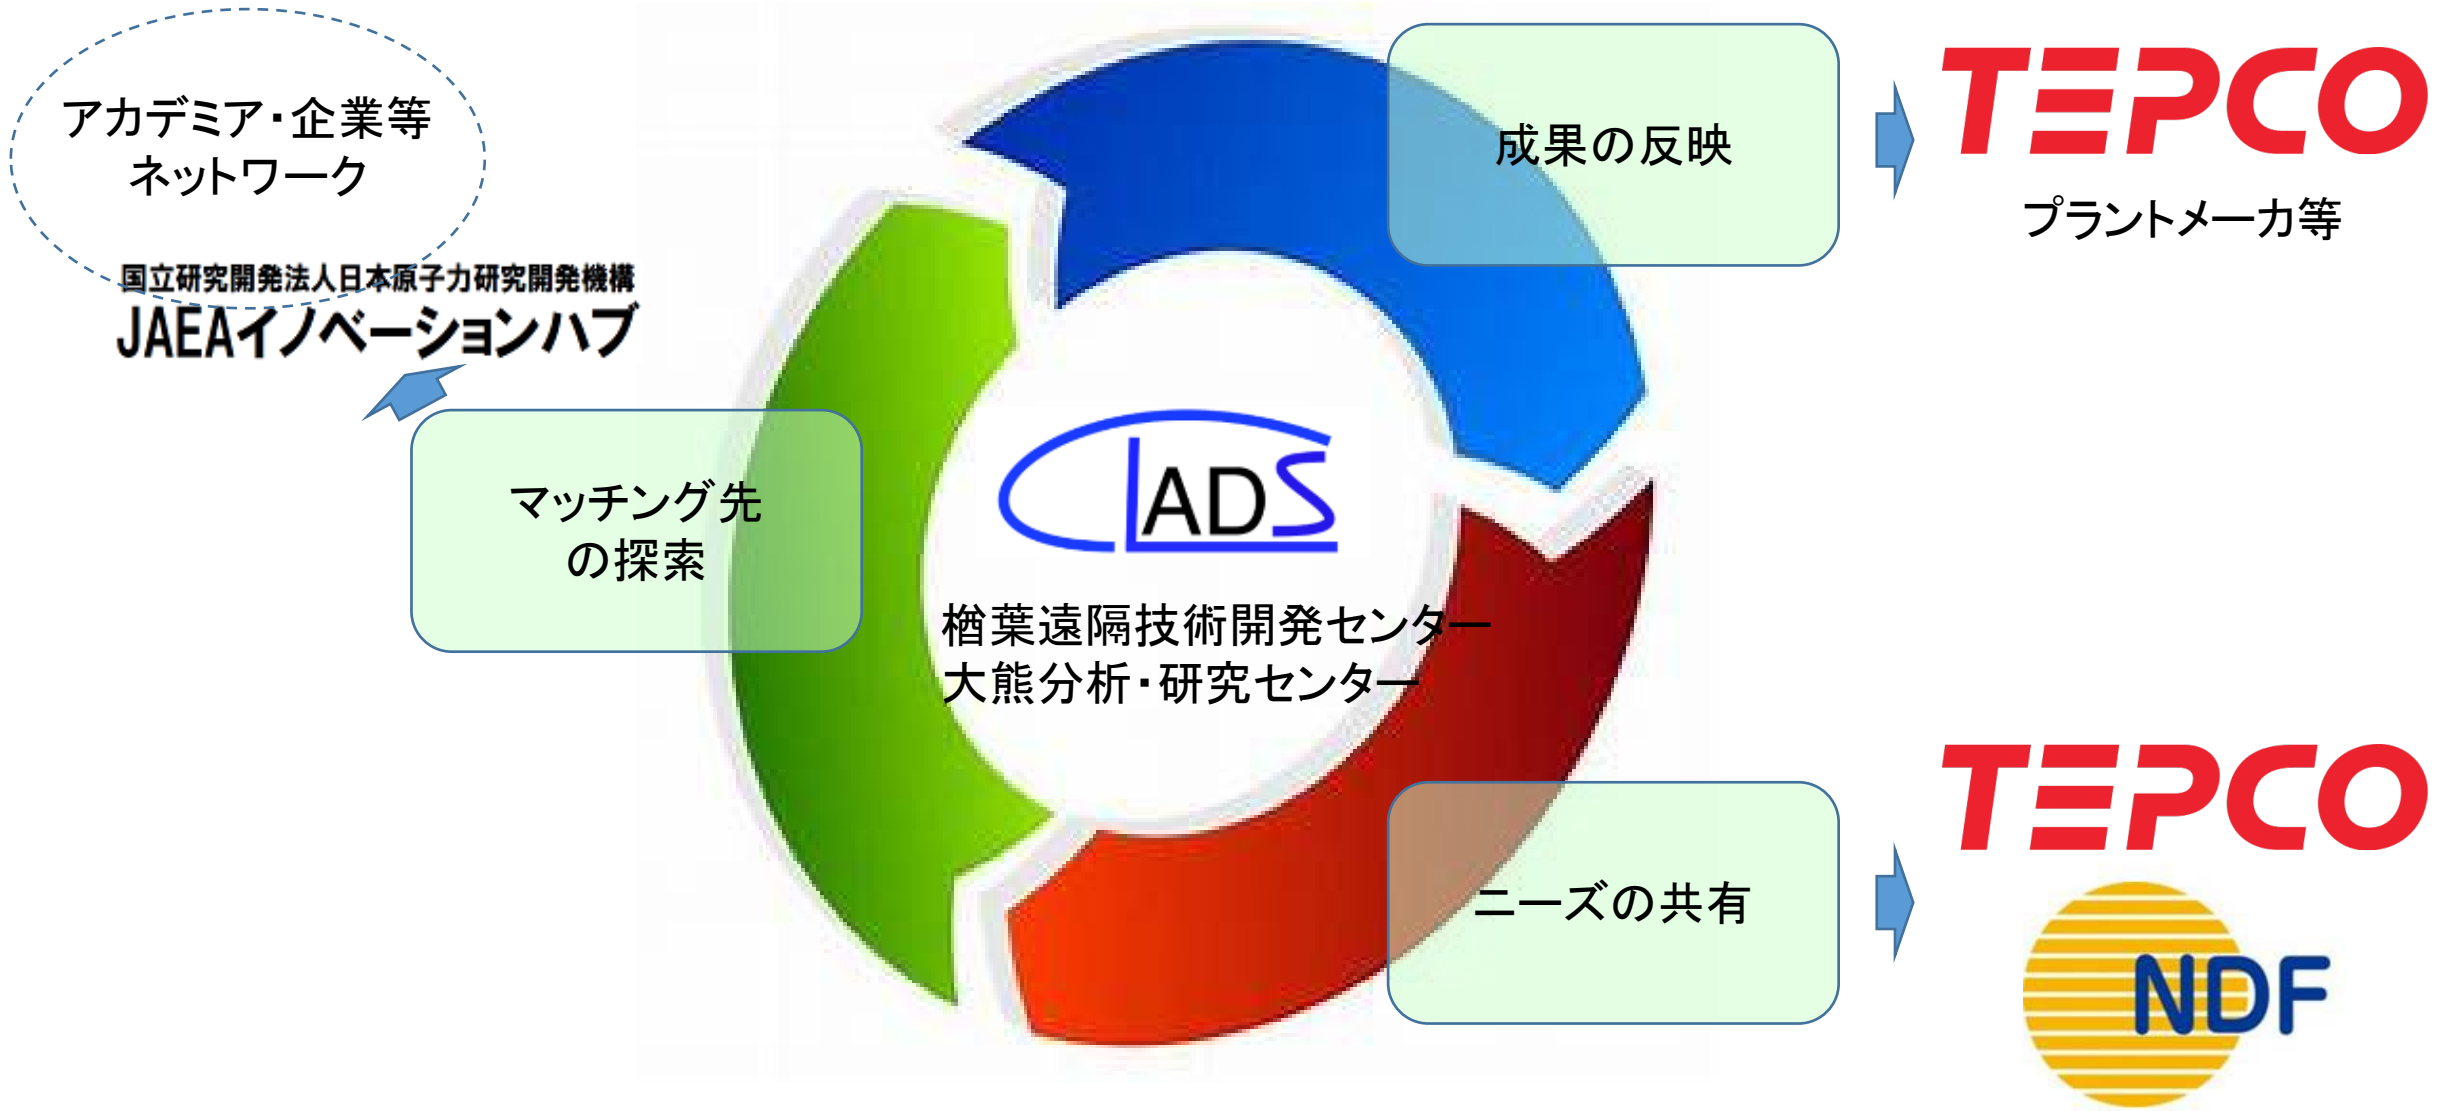 アカデミア・企業等
ネットワーク
国立研究開発法人日本原子力研究開発機構
JAEAイノベーションハブ
マッチング先
の探索
成果の反映
TEPCO
プラントメーカ等
CLADS
楢葉遠隔技術開発センター
大熊分析・研究センター
ニーズの共有
TEPCO
NDF